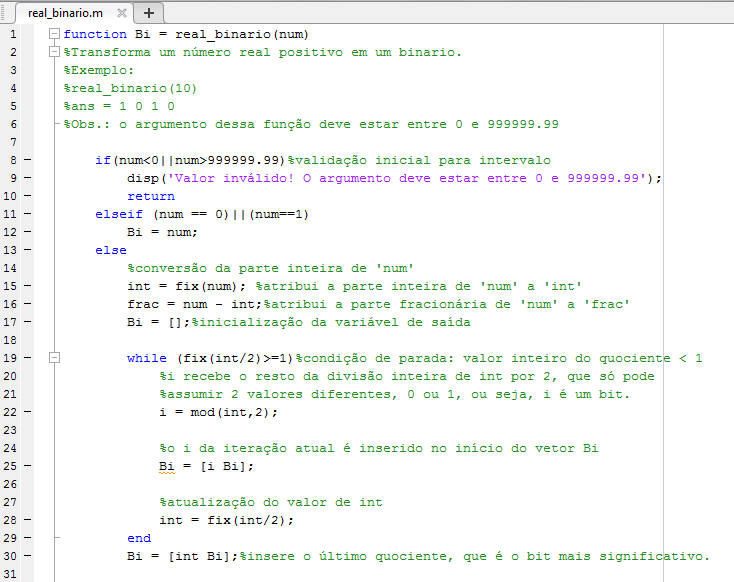 real_binario.m
1 function Bi = real_binario(num)
2 %Transforma um número real positivo em um binario.
3 %Exemplo:
4 %real_binario(10)
5 %ans = 1 0 1 0
6 %Obs.: o argumento dessa função deve estar entre 0 e 999999.99
7
8 if(num<0||num>999999.99)%validação inicial para intervalo
9 disp('Valor inválido! O argumento deve estar entre 0 e 999999.99');
10 return
11 elseif (num == 0)||(num==1)
12 Bi = num;
13 else
14 %conversão da parte inteira de 'num'
15 int = fix(num); %atribui a parte inteira de 'num' a 'int'
16 frac = num - int;%atribui a parte fracionária de 'num' a 'frac'
17 Bi = [];%inicialização da variável de saída
18
19 while (fix(int/2)>=1)%condição de parada: valor inteiro do quociente < 1
20 %i recebe o resto da divisão inteira de int por 2, que só pode
21 %assumir 2 valores diferentes, 0 ou 1, ou seja, i é um bit.
22 i = mod(int,2);
23
24 %o i da iteração atual é inserido no início do vetor Bi
25 Bi = [i Bi];
26
27 %atualização do valor de int
28 int = fix(int/2);
29 end
30 Bi = [int Bi];%insere o último quociente, que é o bit mais significativo.
31